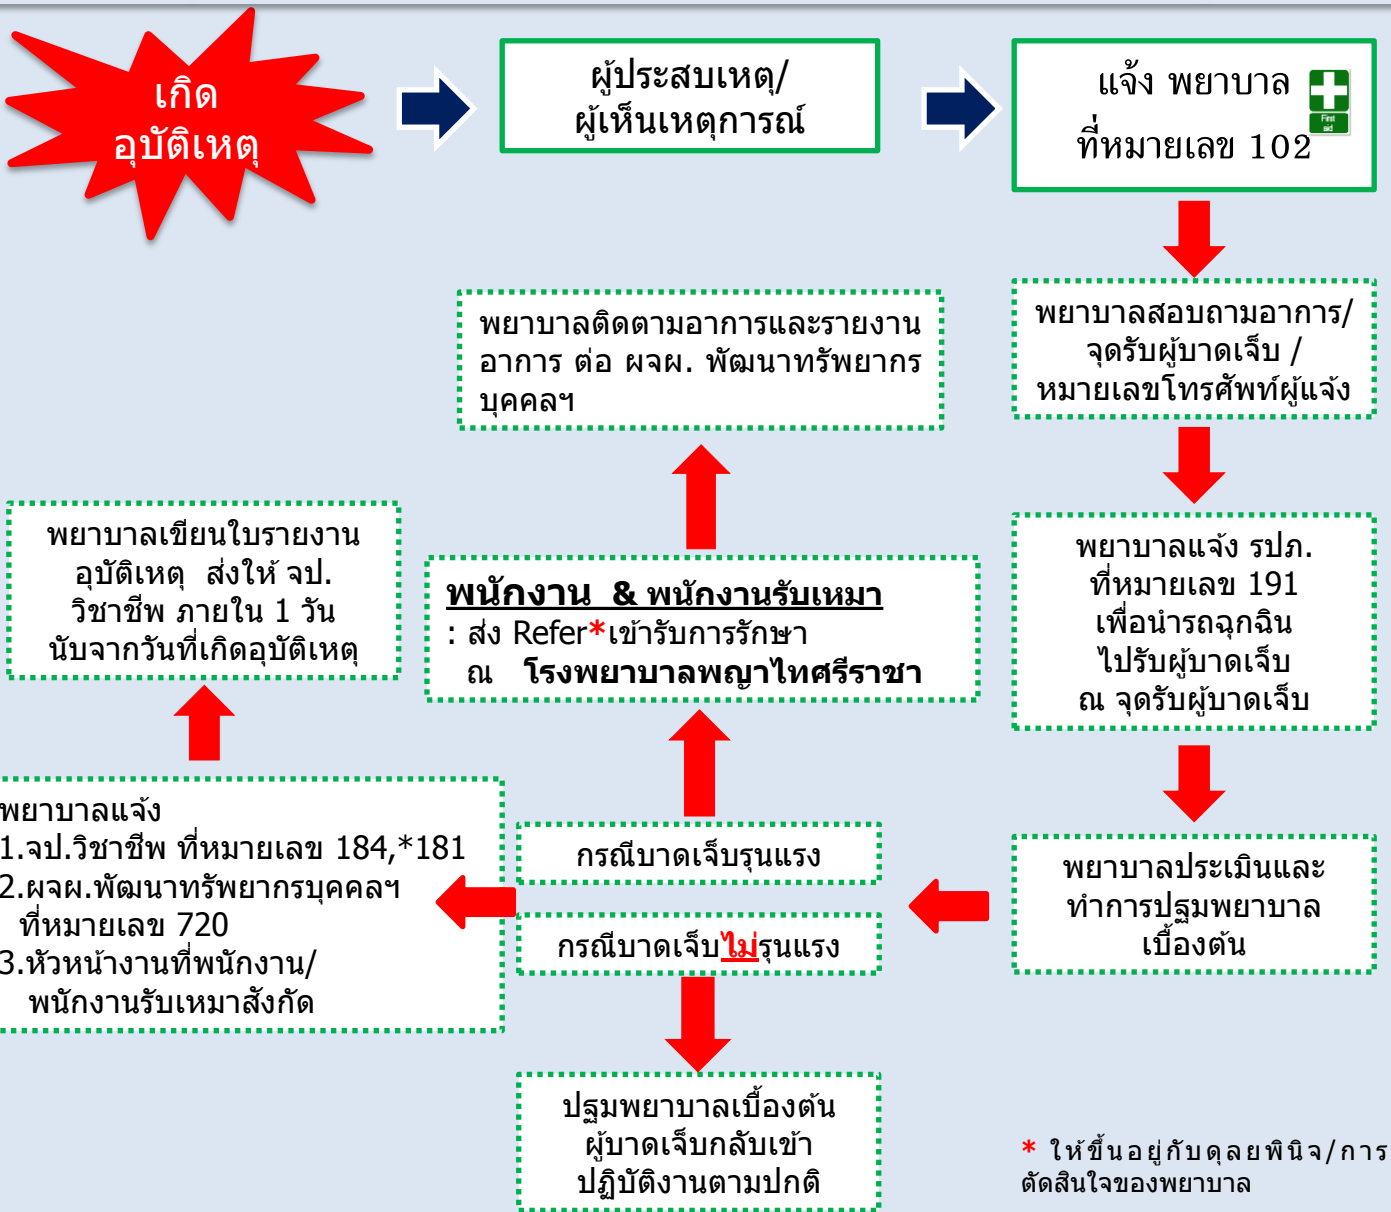 เกิด
อุบัติเหตุ
ผู้ประสบเหตุ/
ผู้เห็นเหตุการณ์
แจ้ง พยาบาล
ที่หมายเลข 102
First
aid
พยาบาลสอบถามอาการ/
จุดรับผู้บาดเจ็บ /
หมายเลขโทรศัพท์ผู้แจ้ง
พยาบาลแจ้ง รปภ.
ที่หมายเลข 191
เพื่อนำรถฉุกฉิน
ไปรับผู้บาดเจ็บ
ณ จุดรับผู้บาดเจ็บ
พยาบาลประเมินและ
ทำการปฐมพยาบาล
เบื้องต้น
กรณีบาดเจ็บรุนแรง
กรณีบาดเจ็บไม่รุนแรง
พนักงาน & พนักงานรับเหมา
: ส่ง Refer*เข้ารับการรักษา
ณ โรงพยาบาลพญาไทศรีราชา
พยาบาลติดตามอาการและรายงาน
อาการ ต่อ ผจผ. พัฒนาทรัพยากร
บุคคลฯ
พยาบาลแจ้ง
1.จป.วิชาชีพ ที่หมายเลข 184,*181
2.ผจผ.พัฒนาทรัพยากรบุคคลฯ
ที่หมายเลข 720
3.หัวหน้างานที่พนักงาน/
พนักงานรับเหมาสังกัด
พยาบาลเขียนใบรายงาน
อุบัติเหตุ ส่งให้ จป.
วิชาชีพ ภายใน 1 วัน
นับจากวันที่เกิดอุบัติเหตุ
ปฐมพยาบาลเบื้องต้น
ผู้บาดเจ็บกลับเข้า
ปฏิบัติงานตามปกติ
* ให้ขึ้นอยู่กับดุลยพินิจ/การ
ตัดสินใจของพยาบาล